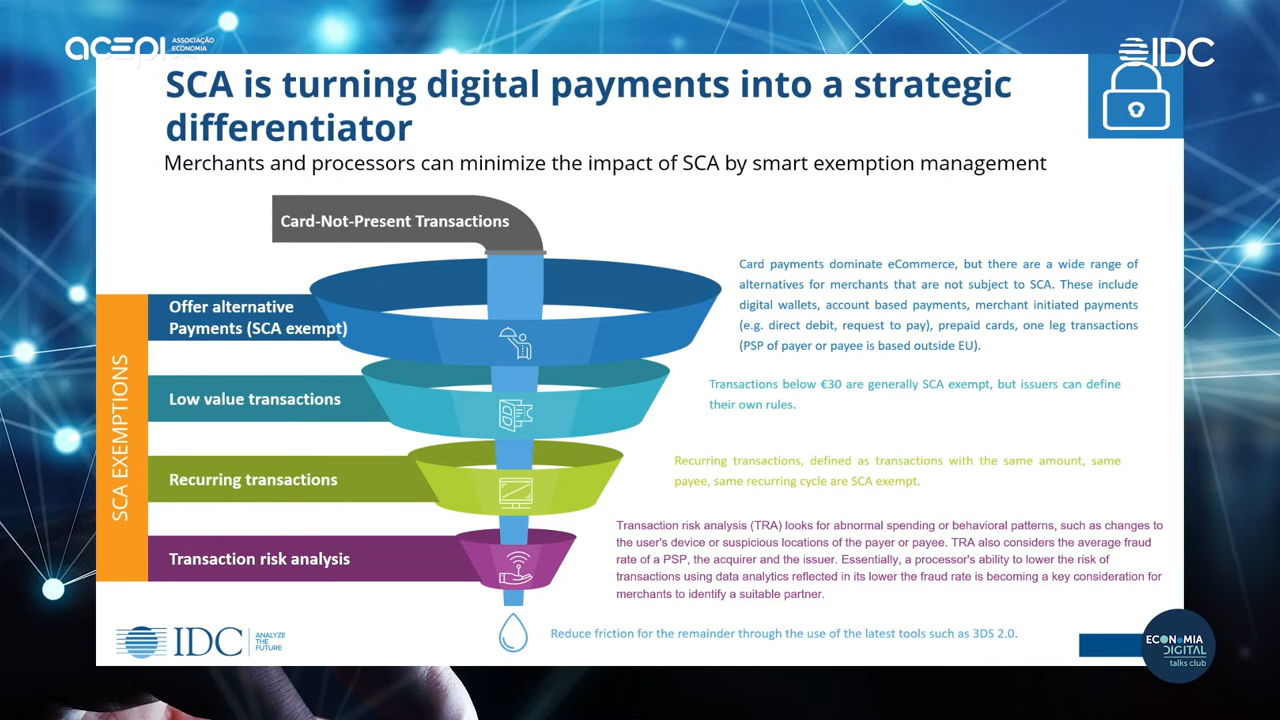 acepi ASSOCIAÇÃO
ECONOMIA
IDC
SCA is turning digital payments into a strategic
differentiator
Merchants and processors can minimize the impact of SCA by smart exemption management
Card-Not-Present Transactions
SCA EXEMPTIONS
Offer alternative
Payments (SCA exempt)
Card payments dominate eCommerce, but there are a wide range of
alternatives for merchants that are not subject to SCA. These include
digital wallets, account based payments, merchant initiated payments
(e.g. direct debit, request to pay), prepaid cards, one leg transactions
(PSP of payer or payee is based outside EU).
Low value transactions
Transactions below €30 are generally SCA exempt, but issuers can define
their own rules.
Recurring transactions
Recurring transactions, defined as transactions with the same amount, same
payee, same recurring cycle are SCA exempt.
Transaction risk analysis
Transaction risk analysis (TRA) looks for abnormal spending or behavioral patterns, such as changes to
the user's device or suspicious locations of the payer or payee. TRA also considers the average fraud
rate of a PSP, the acquirer and the issuer. Essentially, a processor's ability to lower the risk of
transactions using data analytics reflected in its lower the fraud rate is becoming a key consideration for
merchants to identify a suitable partner.
Reduce friction for the remainder through the use of the latest tools such as 3DS 2.0.
IDC
ANALYZE
THE
FUTURE
ECONOMIA
DIGITAL
talks club